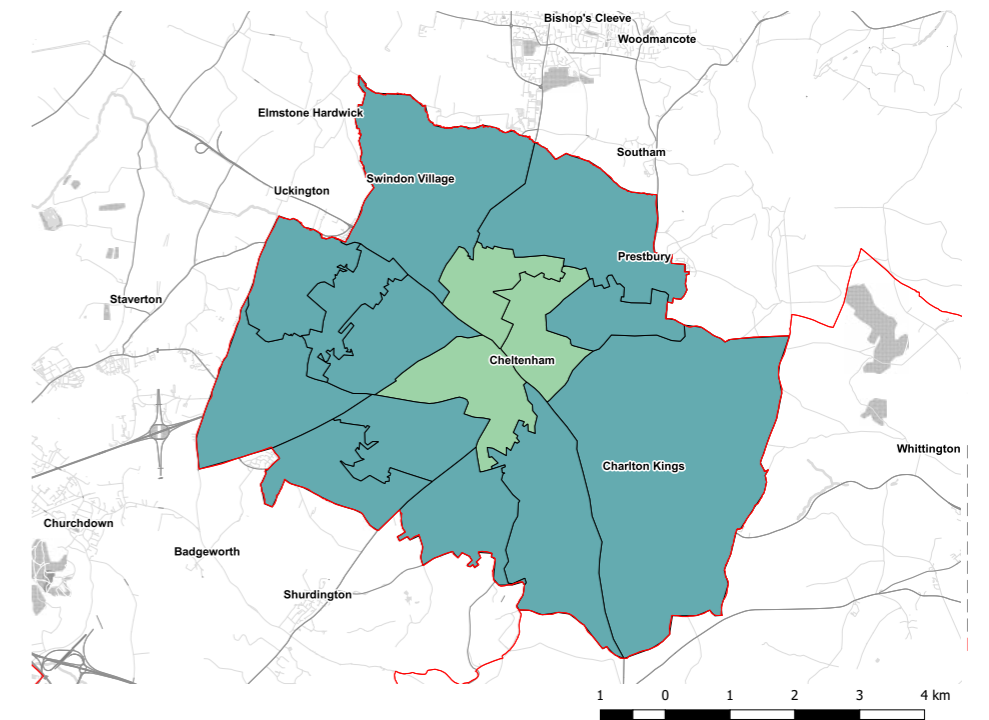 Bishop's Cleeve
Woodmancote
Elmstone Hardwick
Southam
Swindon Village
Uckington
Prestbury
Staverton
Cheltenham
Whittington
Charlton Kings
Churchdown
Badgeworth
Shurdington
1 0 1 2 3 4 km